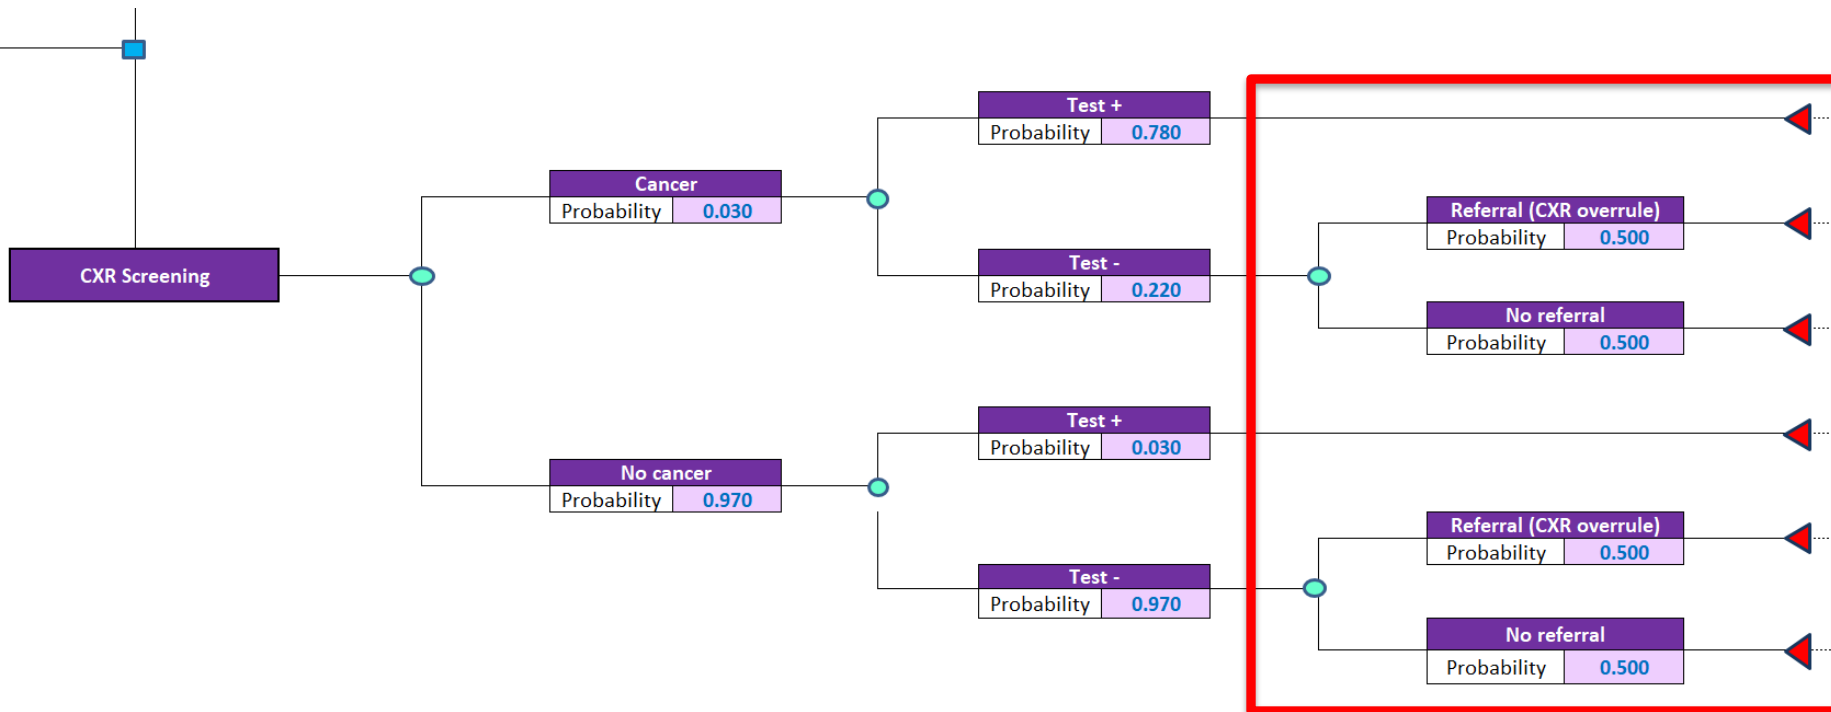 Test +
Probability 0.780
Cancer
Probability 0.030
Referral (CXR overrule)
Probability 0.500
Test -
Probability 0.220
CXR Screening
No referral
Probability 0.500
Test +
Probability 0.030
No cancer
Probability 0.970
Referral (CXR overrule)
Probability 0.500
Test -
Probability 0.970
No referral
Probability 0.500